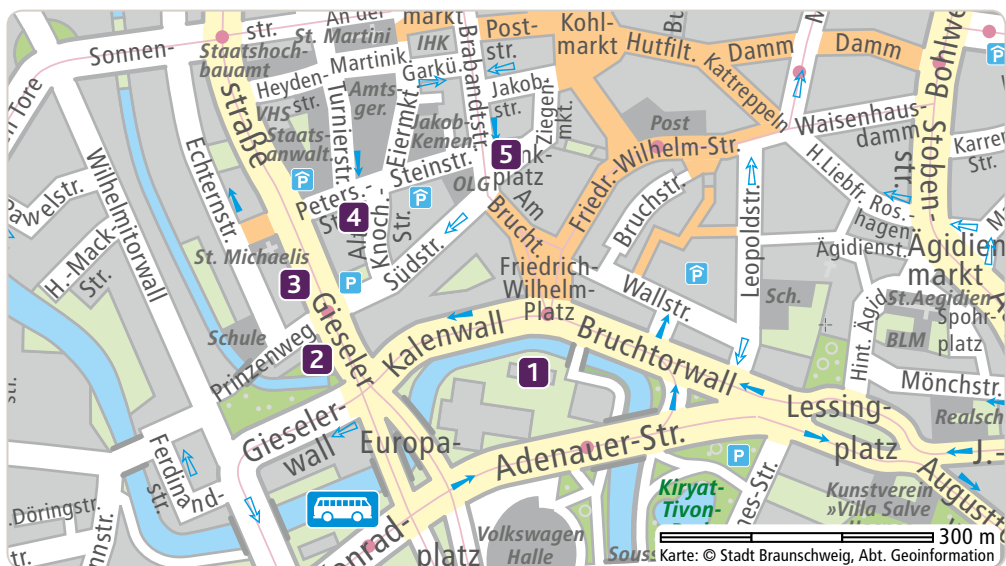 An der
markt
Post-
Kohl-
markt
Sonnen-
str.
St. Martini
IHK
Brabandtstr.
str.
Hutfilt.
Damm
Damm
Bohlweg
Staatshoch-
bauamt
Martinik.
Garkü.
Jakob-
str.
Kattreppeln
Heyden-
str.
Amts-
ger.
Ziegen-
mkt.
Post
Waisenhaus-
damm
VHS
Staats-
anwalt.
Turnierstr.
Eiermkt.
Jakob-
Kemen.
Stoben-
str.
Karre
Str.
straße
Echternstr.
Wilhelmitorwall
Steinstr.
5
platz
Friedr.-Wilhelm-Str.
OLG
Am
Brucht.
H.Liebfr.
Ros.-
hagen
Peters.-
Str.
4
Knoch.
Str.
Südstr.
Bruchstr.
Leopoldstr.
Ägidienst.
Ägidien
markt
H.-Mack-
Str.
St. Michaelis
3
Friedrich-
Wilhelm-
Platz
Wallstr.
Sch.
Hint. Ägid
St.Aegidien
Spohr-
platz
BLM
Gieseler
Schule
Prinzenweg
2
Kalenwall
Bruchtorwall
1
Mönchstr.
Realsch
Gieseler-
wall
Europa-
platz
Adenauer-Str.
Lessing-
platz
J.-
Ferdinand-
str.
.Döringstr.
Kiryat-
Tivon-
Kunstverein
»Villa Salve
August
Volkswagen
Halle
300 m
Karte: © Stadt Braunschweig, Abt. Geoinformation